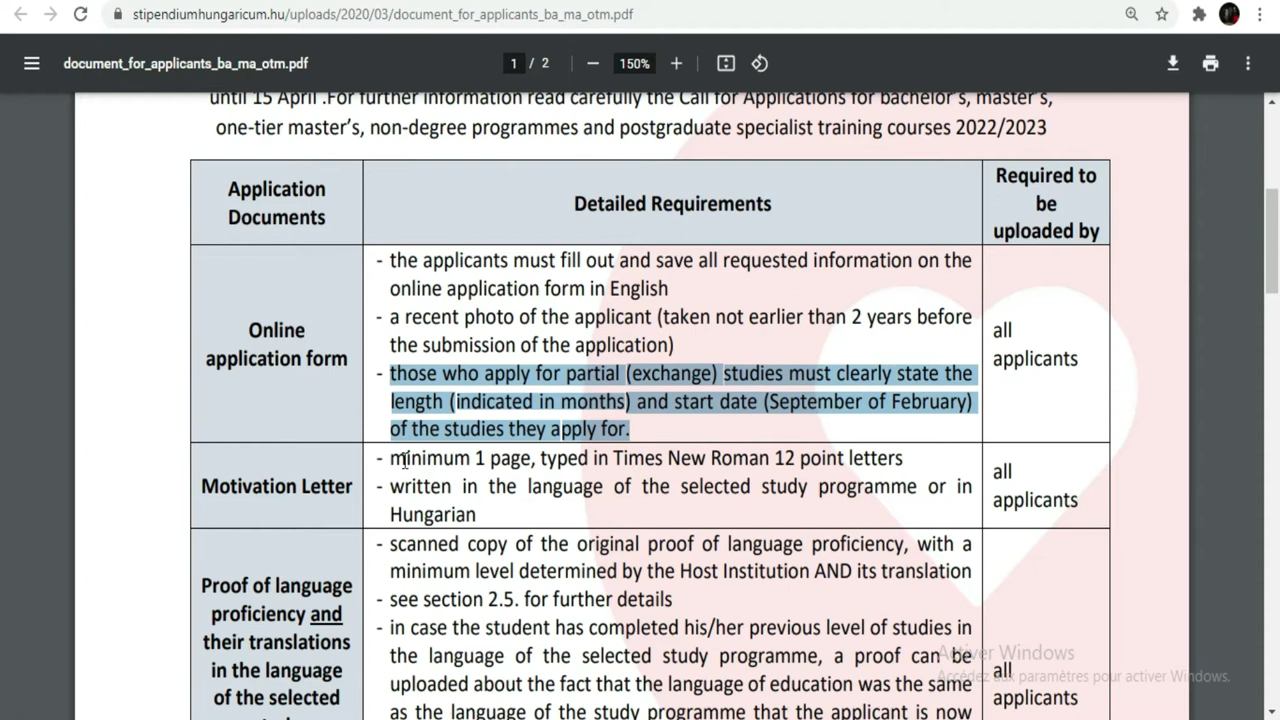 stipendiumhungaricum.hu/uploads/2020/03/document_for_applicants_ba_ma_otm.pdf
document_for_applicants_ba_ma_otm.pdf
1 / 2
150%
until 15 April .For further information read carefully the Call for Applications for bachelor's, master's,
one-tier master's, non-degree programmes and postgraduate specialist training courses 2022/2023
Application
Documents
Detailed Requirements
Required to
be
uploaded by
Online
application form
- the applicants must fill out and save all requested information on the
online application form in English
- a recent photo of the applicant (taken not earlier than 2 years before
the submission of the application)
- those who apply for partial (exchange) studies must clearly state the
length (indicated in months) and start date (September of February)
of the studies they apply for.
all
applicants
Motivation Letter
- minimum 1 page, typed in Times New Roman 12 point letters
- written in the language of the selected study programme or in
Hungarian
all
applicants
Proof of language
proficiency and
their translations
in the language
of the selected
- scanned copy of the original proof of language proficiency, with a
minimum level determined by the Host Institution AND its translation
- see section 2.5. for further details
- in case the student has completed his/her previous level of studies in
the language of the selected study programme, a proof can be
uploaded about the fact that the language of education was the same
as the language of the study programme that the applicant is now
all
applicants
Activer Windows
Accédez aux paramètres pour activer Windows.